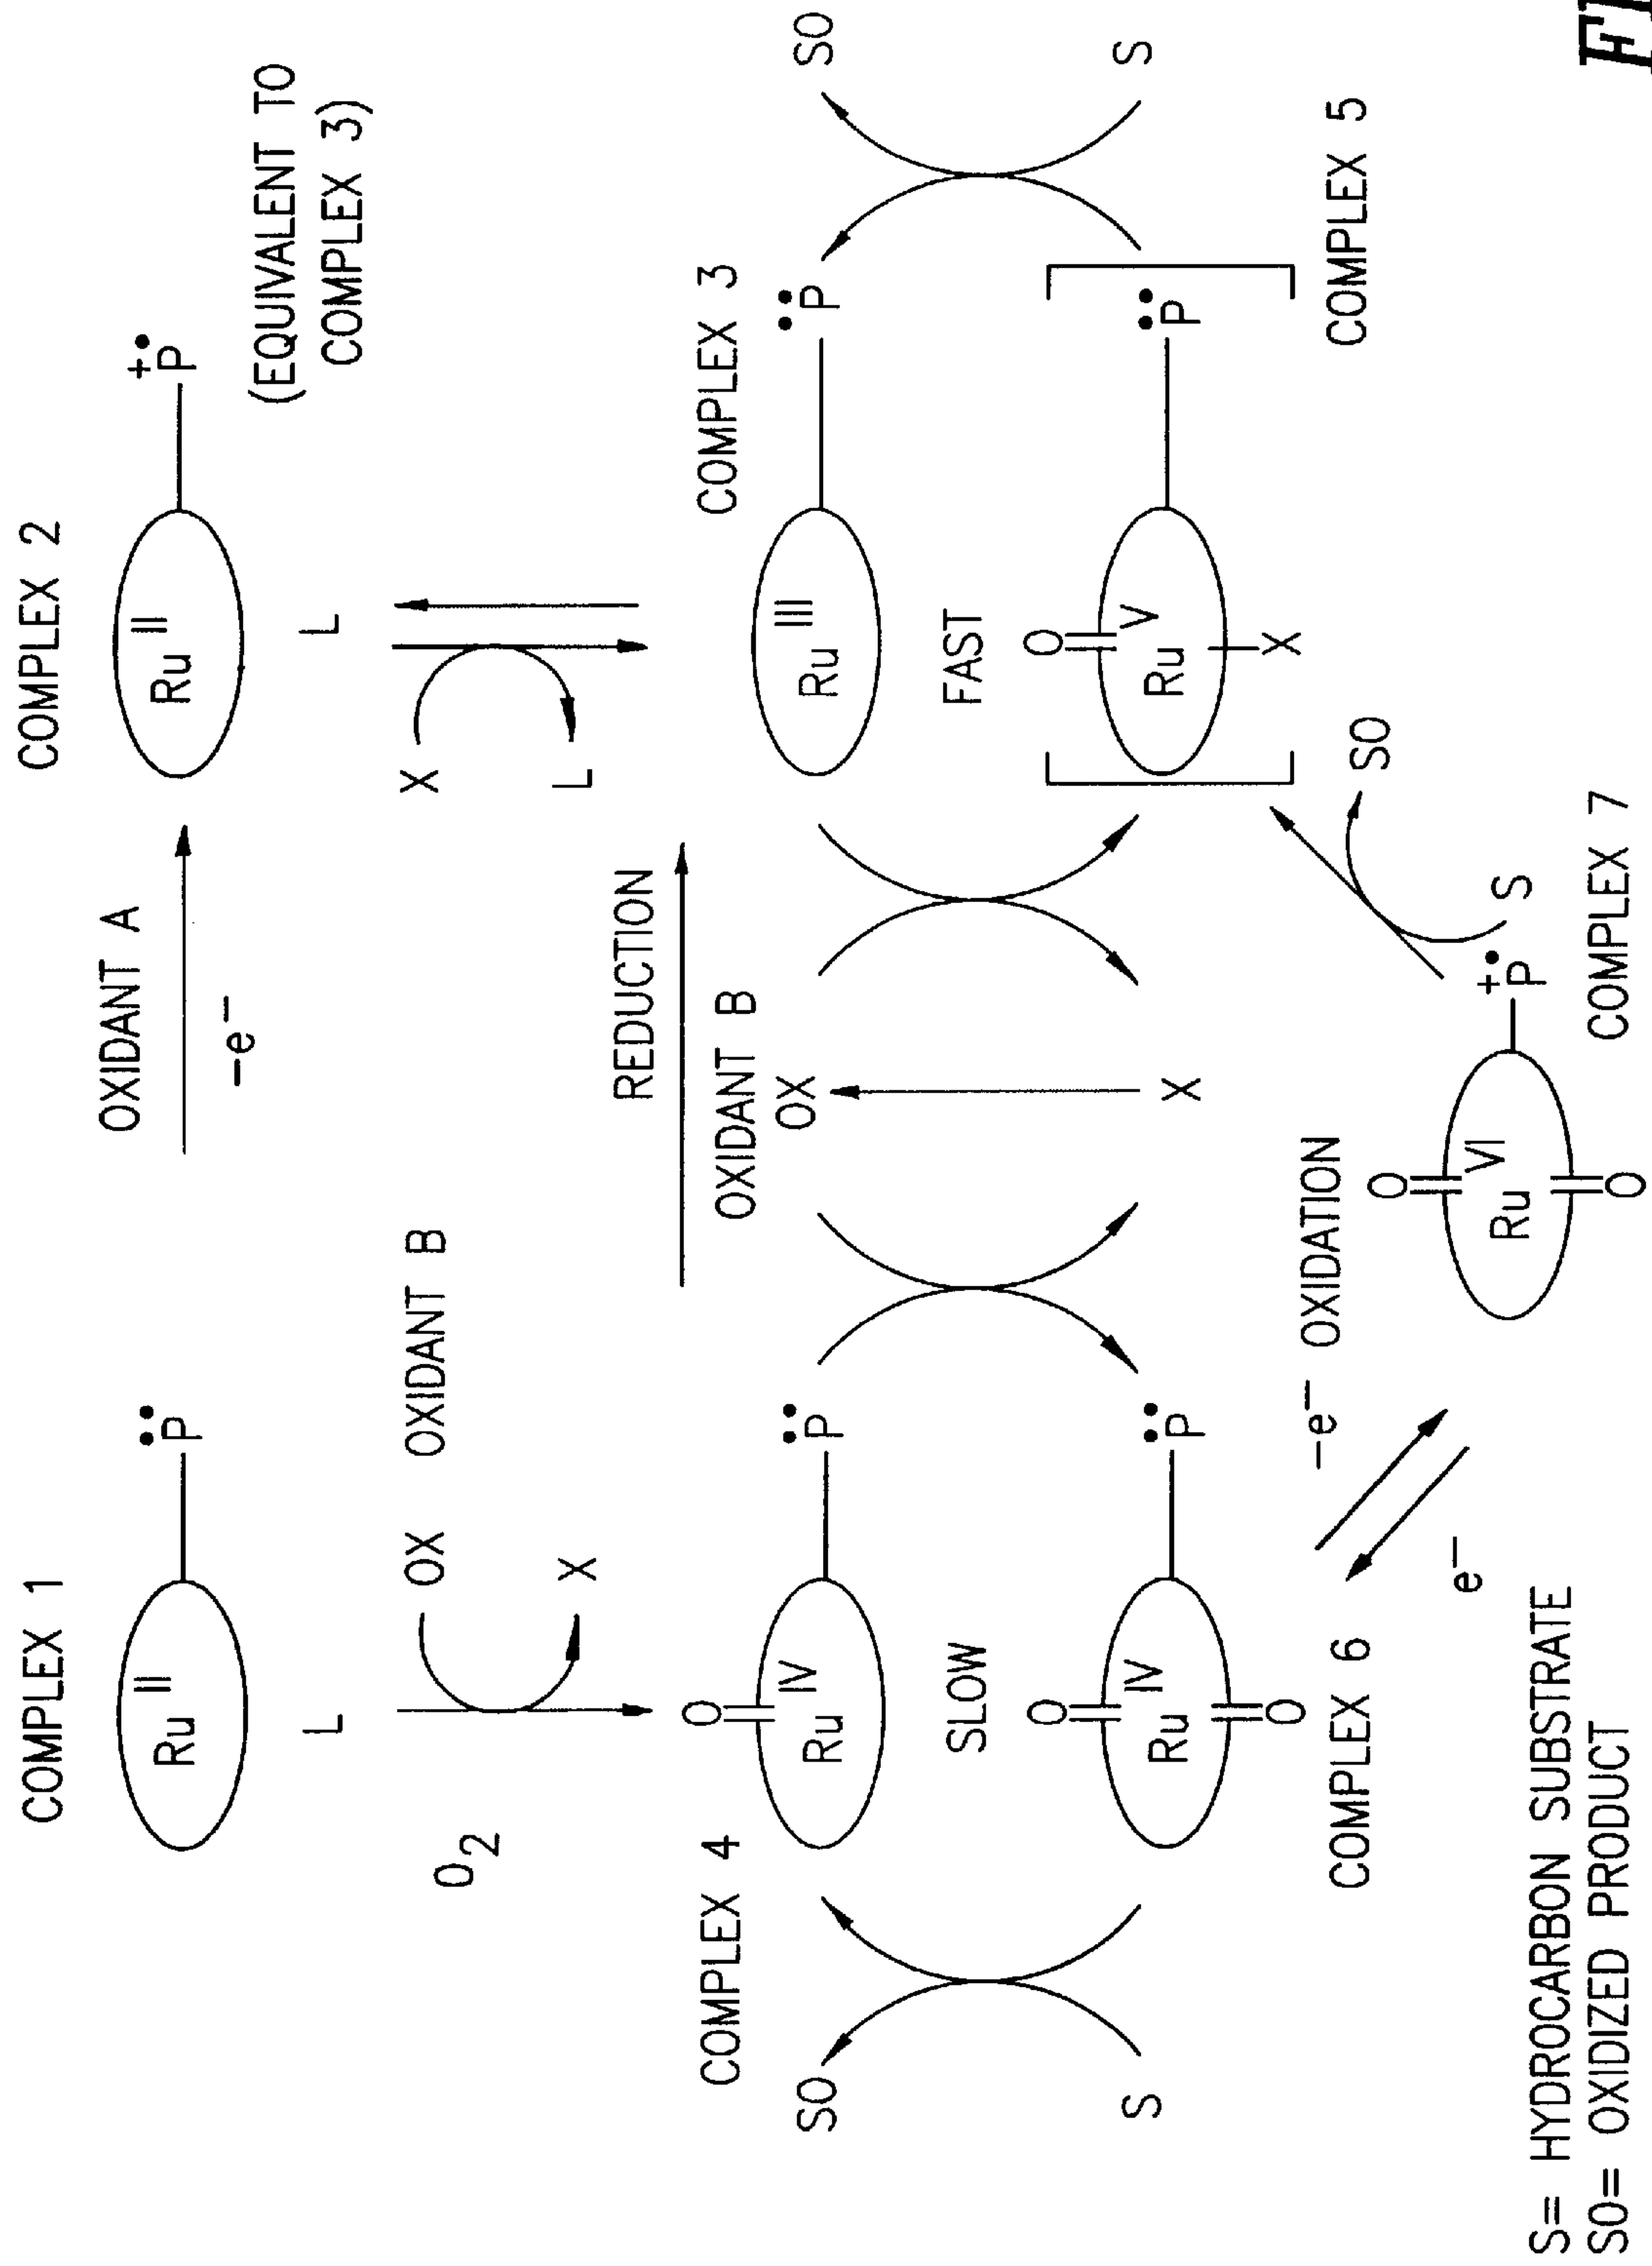 COMPLEX 1
Ru II
P
L
OXIDANT A
−e−
COMPLEX 2
Ru II
+
P
L
(EQUIVALENT TO
COMPLEX 3)
O2
OX OXIDANT B
X
X
L
COMPLEX 4
O
Ru IV
P
REDUCTION
OXIDANT B
OX
COMPLEX 3
Ru III
P
SO
SO
SLOW
FAST
S
O
Ru IV
O
P
X
O
Ru V
X
P
S
COMPLEX 6
COMPLEX 5
−e− OXIDATION
e−
O
Ru VI
O
+
P
S
SO
COMPLEX 7
S= HYDROCARBON SUBSTRATE
SO= OXIDIZED PRODUCT